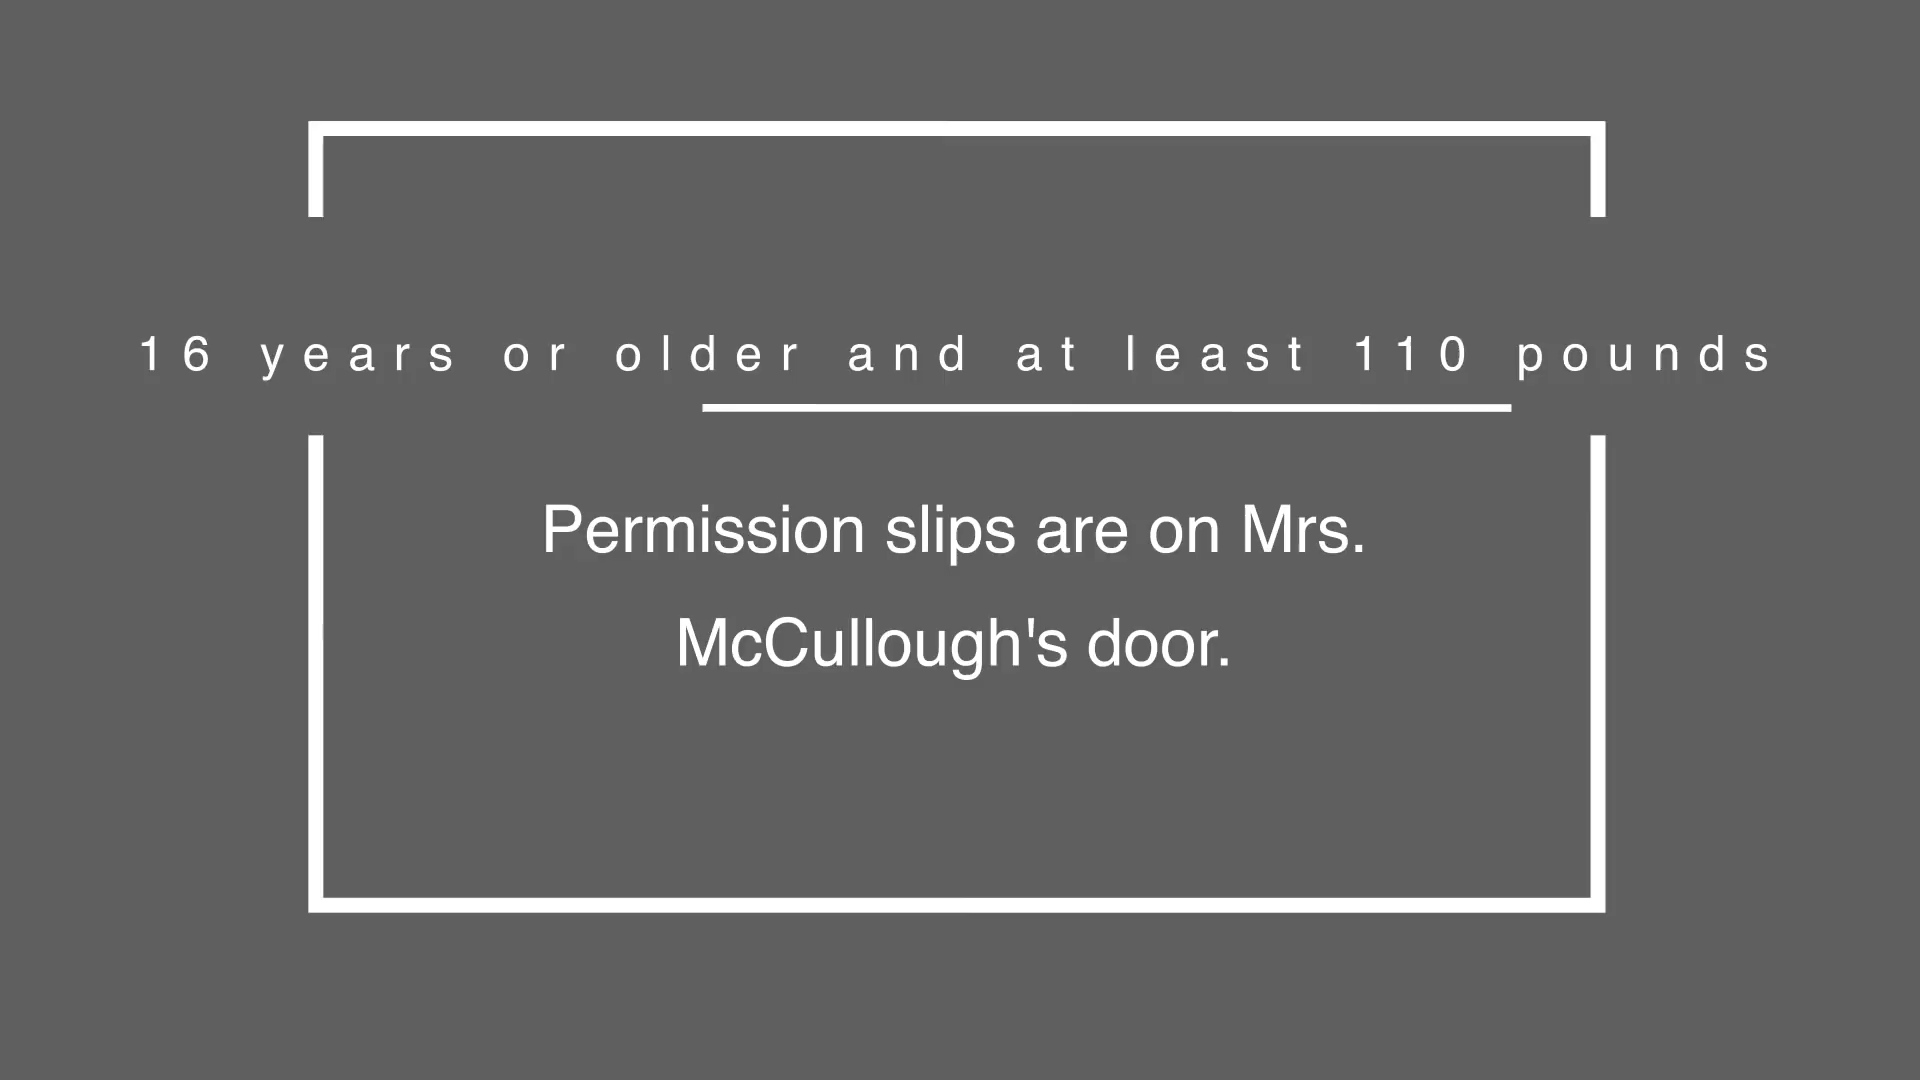 16 years or older and at least 110 pounds
Permission slips are on Mrs.
McCullough's door.